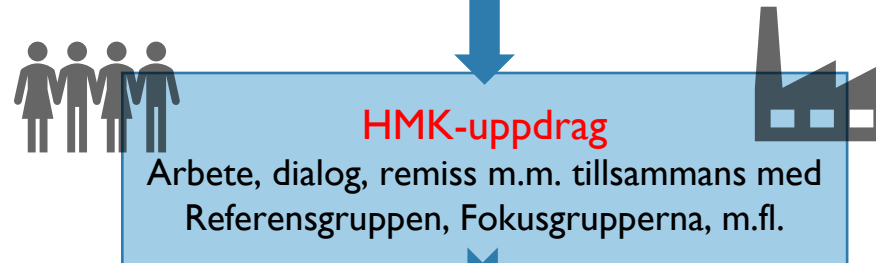 HMK-uppdrag
Arbete, dialog, remiss m.m. tillsammans med
Referensgruppen, Fokusgrupperna, m.fl.